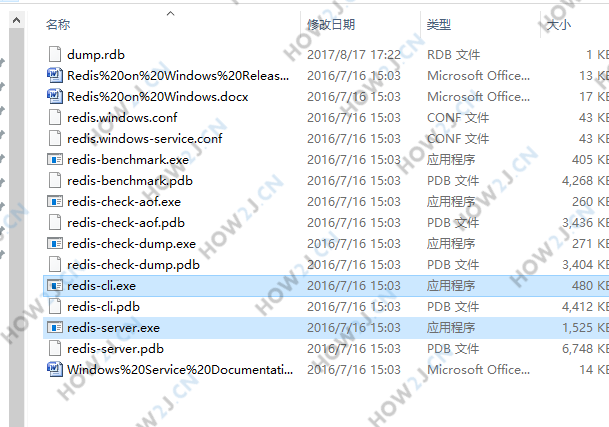 名称 修改日期 类型 大小
dump.rdb 2017/8/17 17:22 RDB 文件 1 KB
Redis%20on%20Windows%20Releas... 2016/7/16 15:03 Microsoft Office... 13 KB
Redis%20on%20Windows.docx 2016/7/16 15:03 Microsoft Office... 17 KB
redis.windows.conf 2016/7/16 15:03 CONF 文件 43 KB
redis.windows-service.conf 2016/7/16 15:03 CONF 文件 43 KB
redis-benchmark.exe 2016/7/16 15:03 应用程序 405 KB
redis-benchmark.pdb 2016/7/16 15:03 PDB 文件 4,268 KB
redis-check-aof.exe 2016/7/16 15:03 应用程序 260 KB
redis-check-aof.pdb 2016/7/16 15:03 PDB 文件 3,436 KB
redis-check-dump.exe 2016/7/16 15:03 应用程序 271 KB
redis-check-dump.pdb 2016/7/16 15:03 PDB 文件 3,404 KB
redis-cli.exe 2016/7/16 15:03 应用程序 480 KB
redis-cli.pdb 2016/7/16 15:03 PDB 文件 4,412 KB
redis-server.exe 2016/7/16 15:03 应用程序 1,525 KB
redis-server.pdb 2016/7/16 15:03 PDB 文件 6,748 KB
Windows%20Service%20Documentati... 2016/7/16 15:03 Microsoft Office... 14 KB
HOW2J.CN